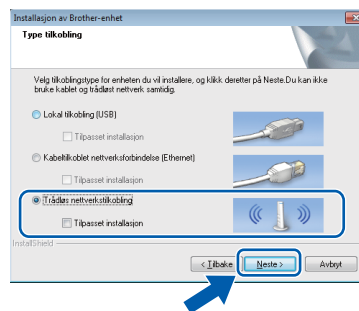 Installasjon av Brother-enhet
Type tilkobling
Velg tilkoblingstype for enheten du vil installere, og klikk deretter på Neste.Du kan ikke
bruke kablet og trådløst nettverk samtidig.
Lokal tilkobling (USB)
Tilpasset installasjon
Kabeltilkoblet nettverksforbindelse (Ethernet)
Tilpasset installasjon
Trådløs nettverkstilkobling
Tilpasset installasjon
InstallShield
< Tilbake Neste > Avbryt